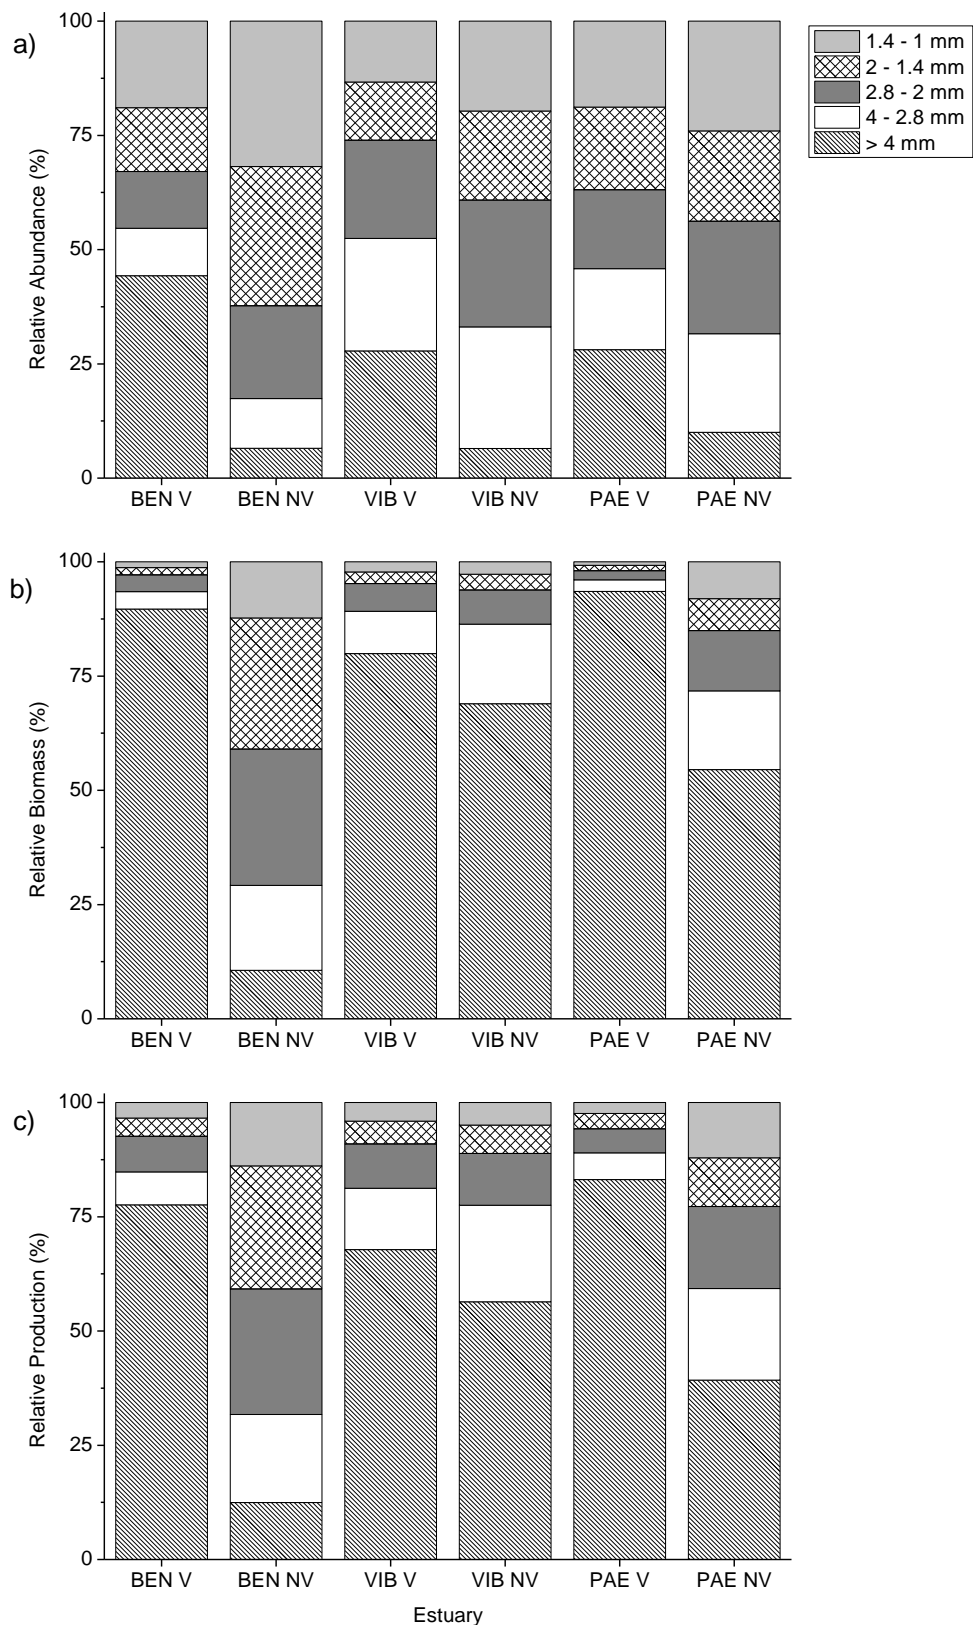 a)
Relative Abundance (%)
100
75
50
25
0
BEN V BEN NV VIB V VIB NV PAE V PAE NV
1.4 - 1 mm
2 - 1.4 mm
2.8 - 2 mm
4 - 2.8 mm
> 4 mm
b)
Relative Biomass (%)
100
75
50
25
0
BEN V BEN NV VIB V VIB NV PAE V PAE NV
c)
Relative Production (%)
100
75
50
25
0
BEN V BEN NV VIB V VIB NV PAE V PAE NV
Estuary